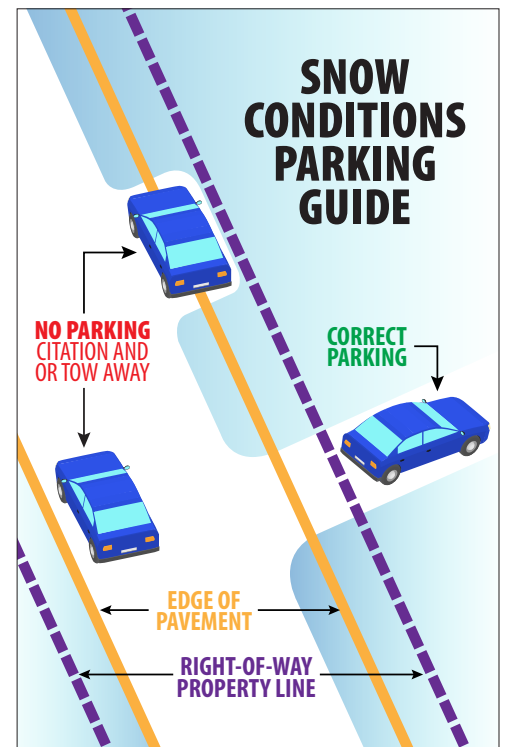 SNOW
CONDITIONS
PARKING
GUIDE
NO PARKING
CITATION AND
OR TOW AWAY
CORRECT
PARKING
EDGE OF
PAVEMENT
RIGHT-OF-WAY
PROPERTY LINE